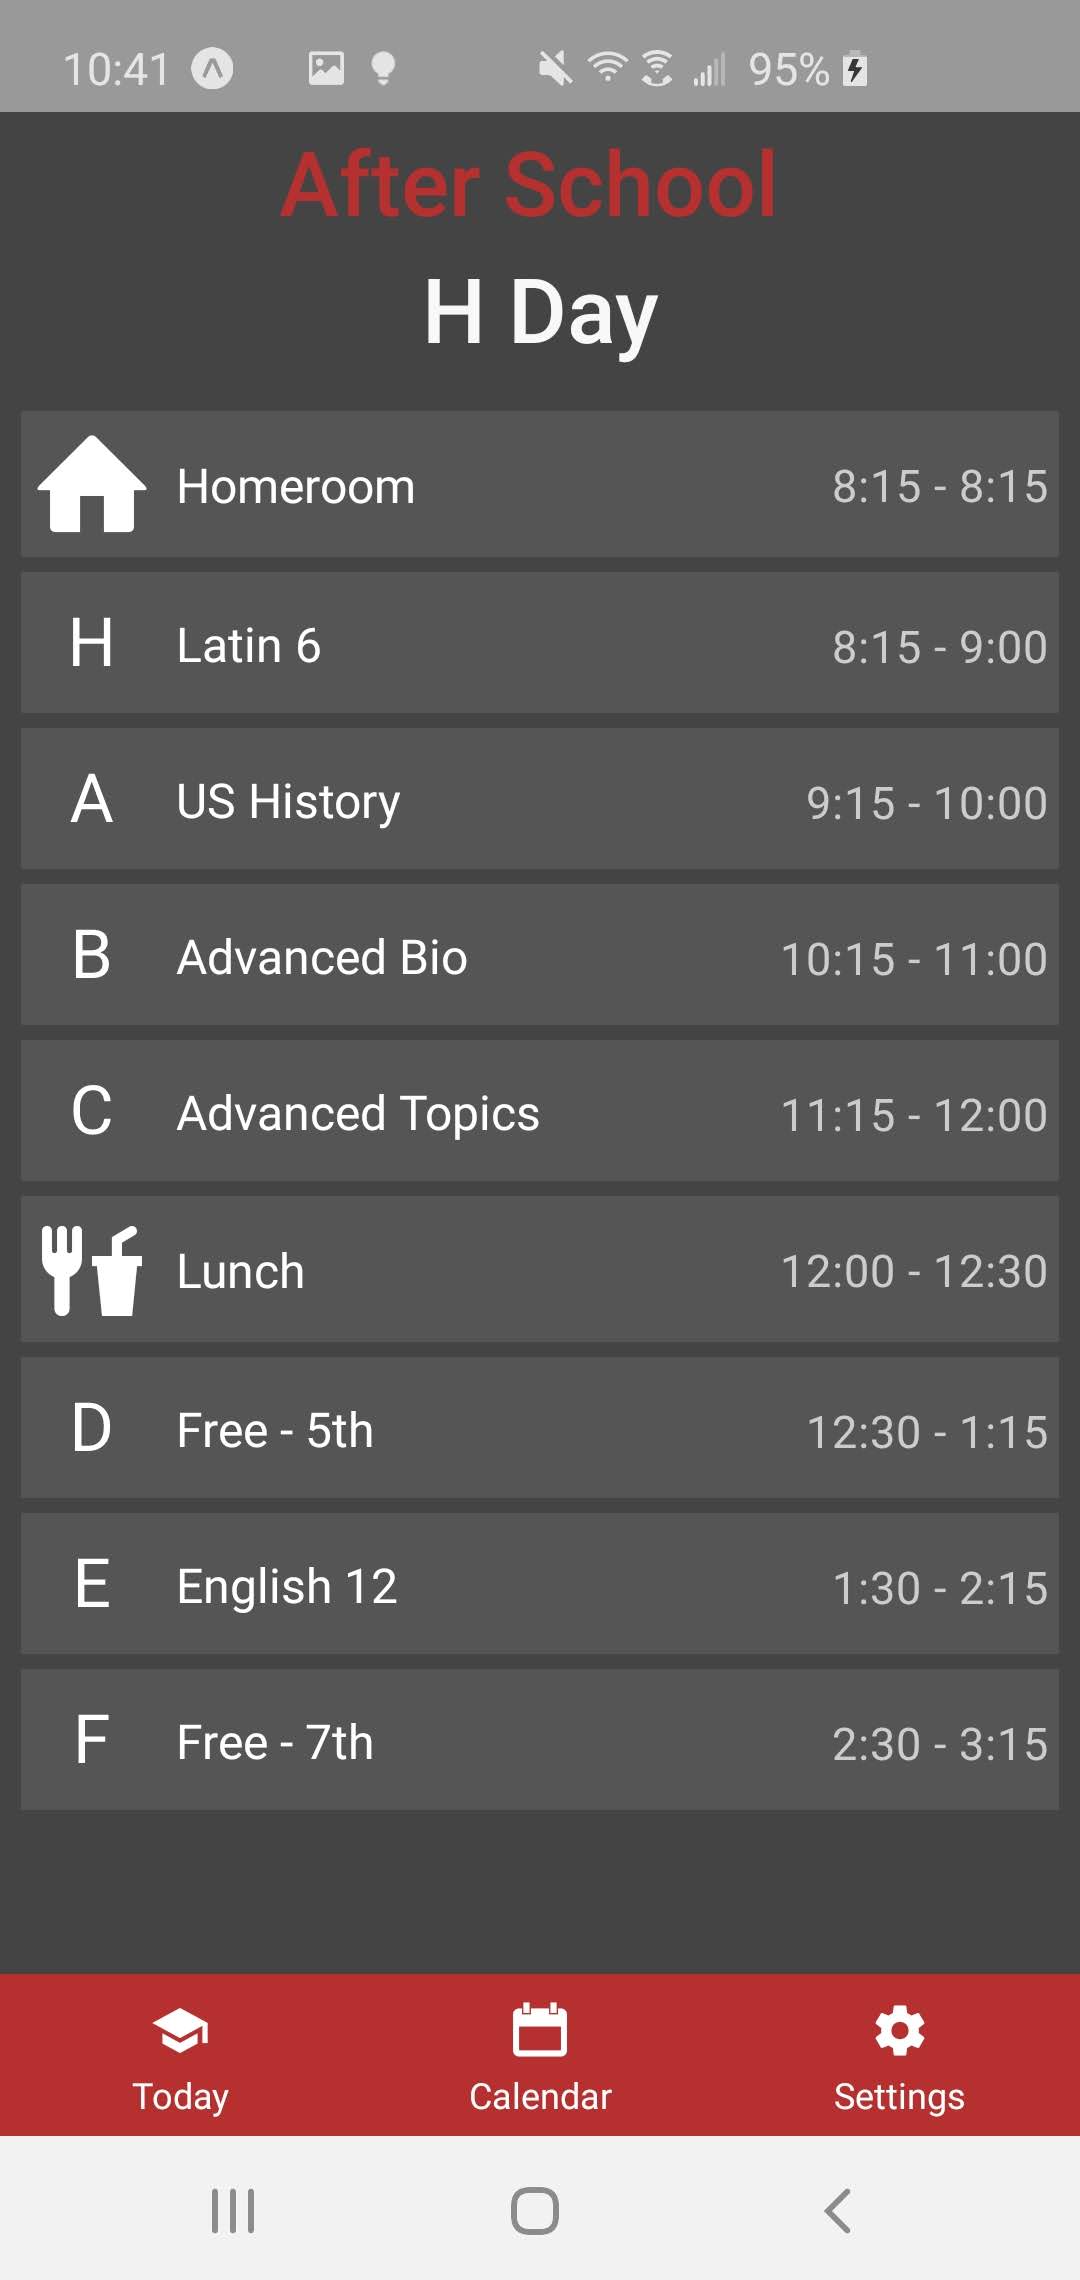 10:41 95%
After School
H Day
Homeroom 8:15 - 8:15
H Latin 6 8:15 - 9:00
A US History 9:15 - 10:00
B Advanced Bio 10:15 - 11:00
C Advanced Topics 11:15 - 12:00
Lunch 12:00 - 12:30
D Free - 5th 12:30 - 1:15
E English 12 1:30 - 2:15
F Free - 7th 2:30 - 3:15
Today Calendar Settings